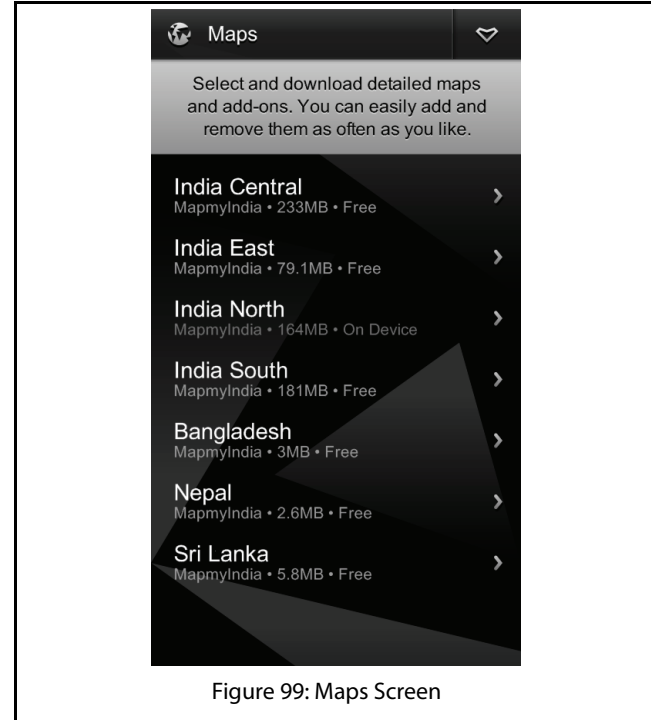 Maps
Select and download detailed maps
and add-ons. You can easily add and
remove them as often as you like.
India Central
MapmyIndia • 233MB • Free
India East
MapmyIndia • 79.1MB • Free
India North
MapmyIndia • 164MB • On Device
India South
MapmyIndia • 181MB • Free
Bangladesh
MapmyIndia • 3MB • Free
Nepal
MapmyIndia • 2.6MB • Free
Sri Lanka
MapmyIndia • 5.8MB • Free
Figure 99: Maps Screen